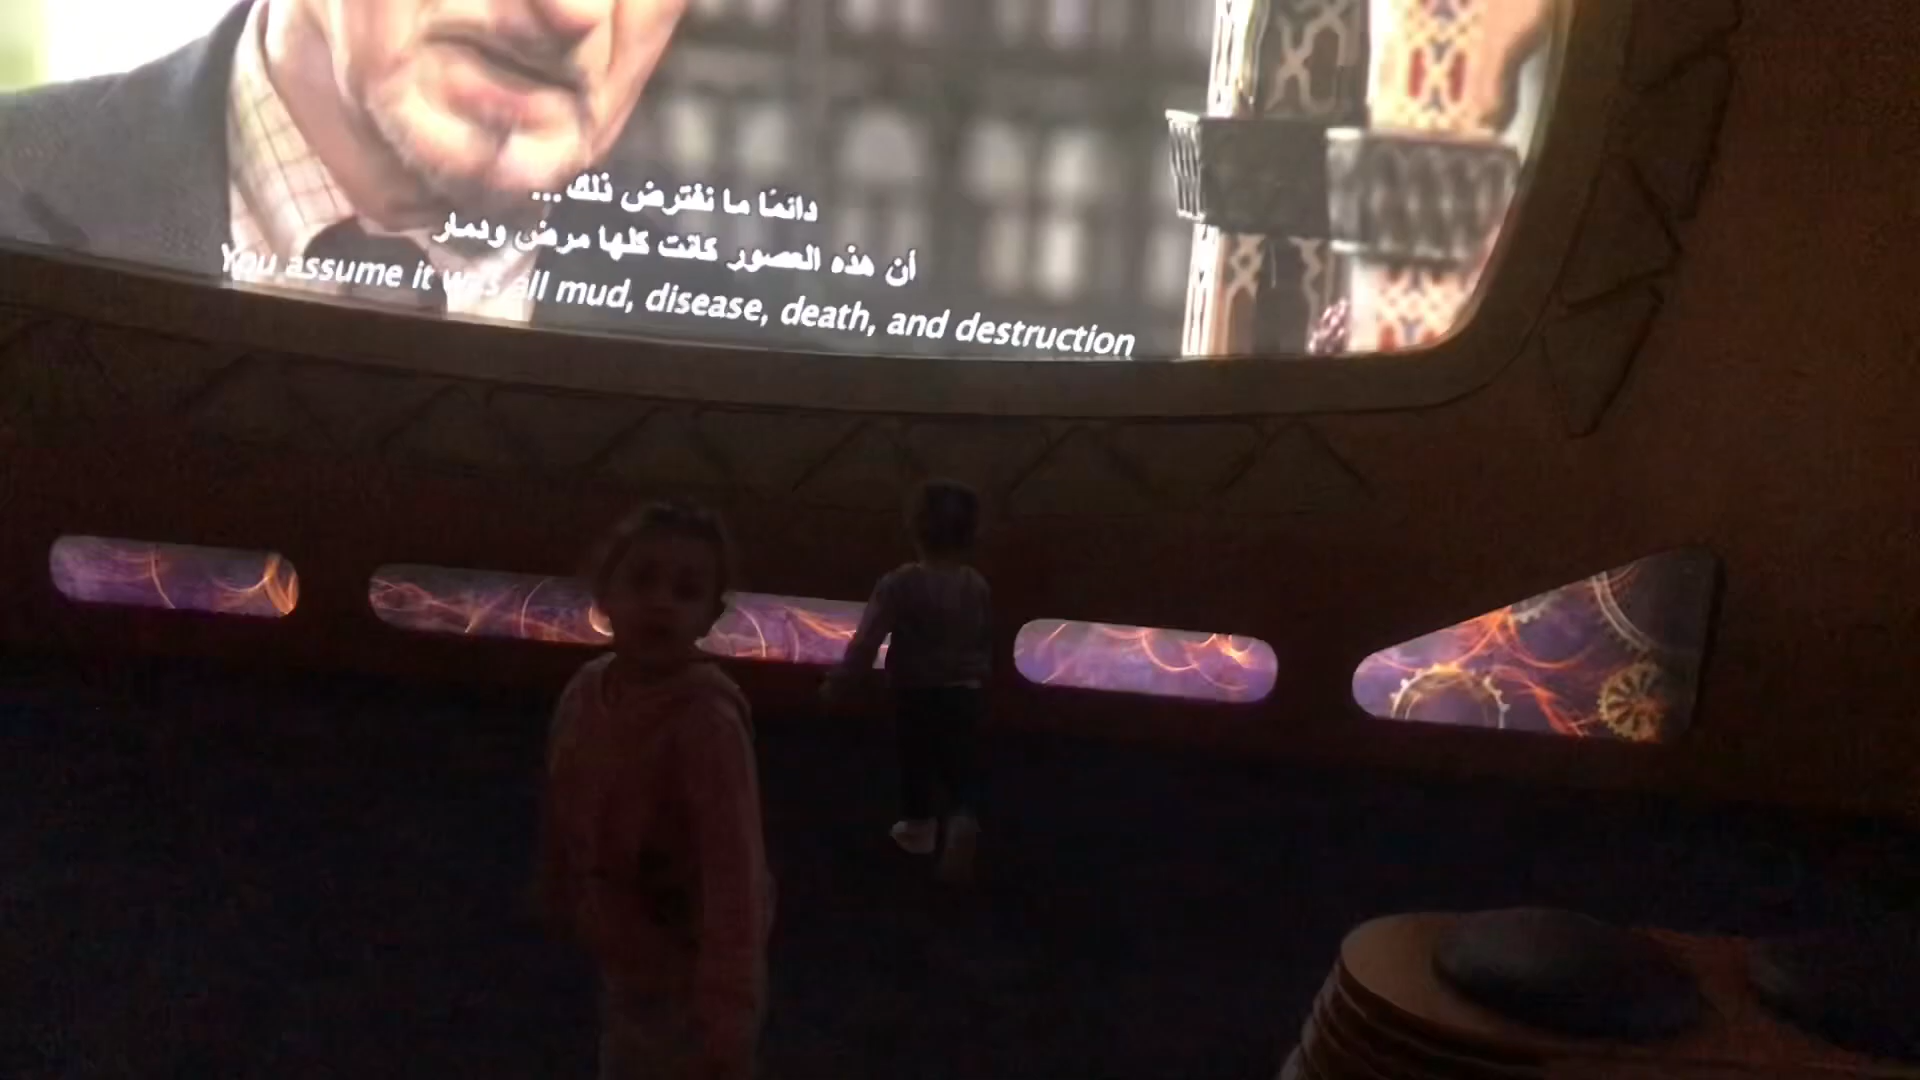 دائمًا ما نفترض ذلك...
أن هذه العصور كانت كلها مرض ودمار
You assume it was all mud, disease, death, and destruction